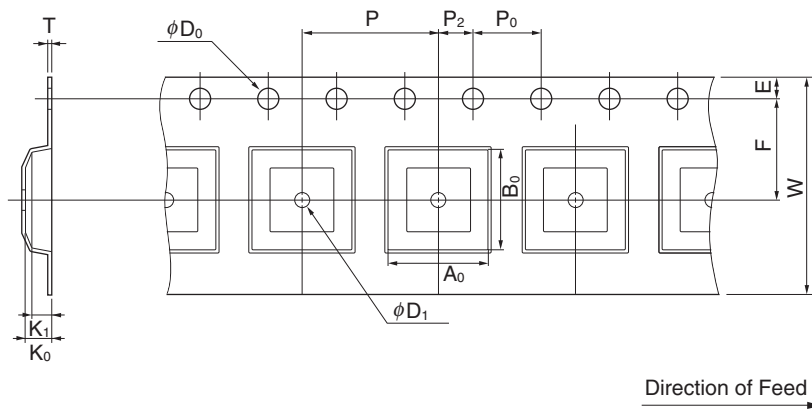 T
φD0
P
P2
P0
E
F
W
B0
A0
φD1
K1
K0
Direction of Feed